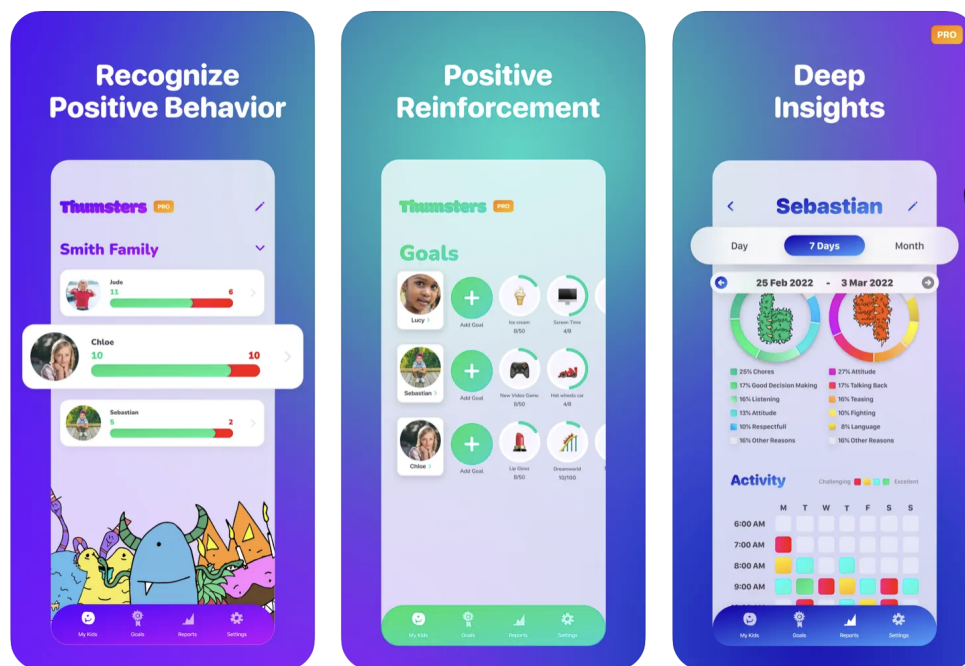 Recognize
Positive Behavior
Thumsters PRO
Smith Family
Jude
11 6
Chloe
10 10
Sebastian
5 2
My Kids Goals Reports Settings
Positive
Reinforcement
Thumsters PRO
Goals
Lucy
Add Goal
Ice cream
8/50
Screen Time
4/8
Sebastian
Add Goal
New Video Game
8/50
Hot wheels car
4/8
Chloe
Add Goal
Lip Gloss
8/50
Dreamworld
10/100
My Kids Goals Reports Settings
PRO
Deep
Insights
Sebastian
Day 7 Days Month
25 Feb 2022 - 3 Mar 2022
25% Chores
17% Good Decision Making
16% Listening
13% Attitude
10% Respectfull
16% Other Reasons
27% Attitude
17% Talking Back
16% Teasing
10% Fighting
8% Language
16% Other Reasons
Activity
Challenging Excellent
M T W T F S S
6:00 AM
7:00 AM
8:00 AM
9:00 AM
My Kids Goals Reports Settings